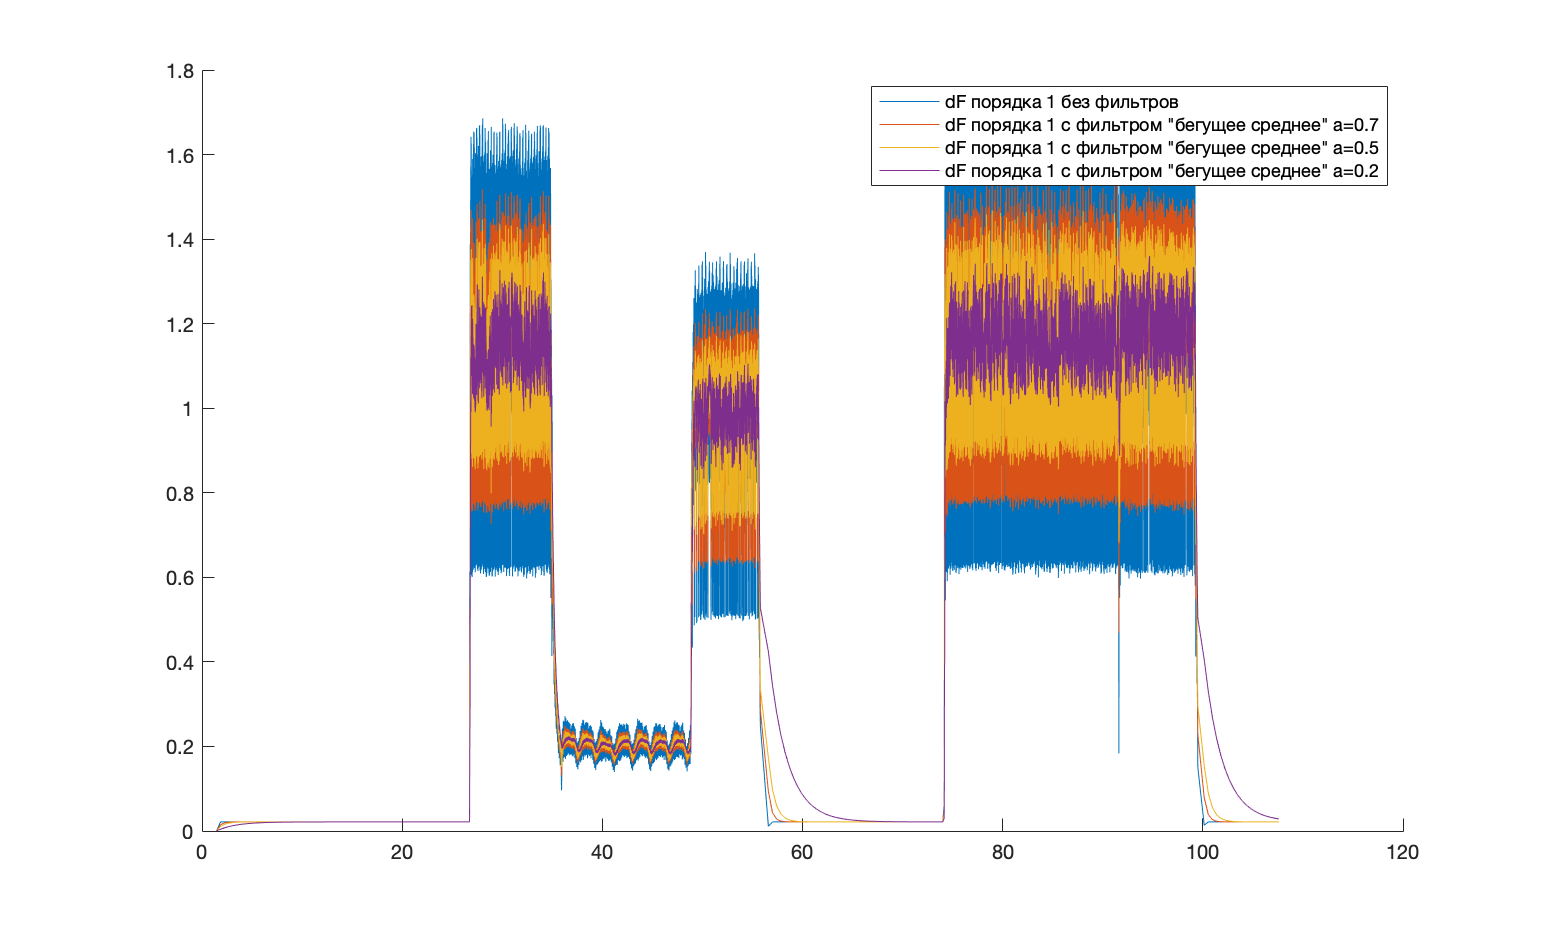 1.8
dF порядка 1 без фильтров
dF порядка 1 с фильтром "бегущее среднее" a=0.7
dF порядка 1 с фильтром "бегущее среднее" a=0.5
dF порядка 1 с фильтром "бегущее среднее" a=0.2
1.6
1.4
1.2
1
0.8
0.6
0.4
0.2
0
0 20 40 60 80 100 120